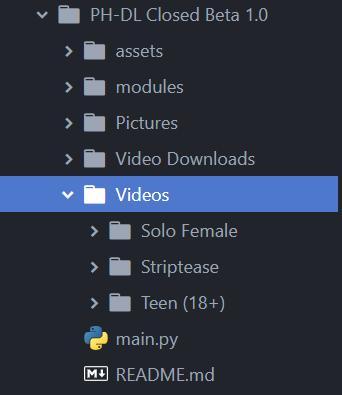 PH-DL Closed Beta 1.0
assets
modules
Pictures
Video Downloads
Videos
Solo Female
Striptease
Teen (18+)
main.py
README.md